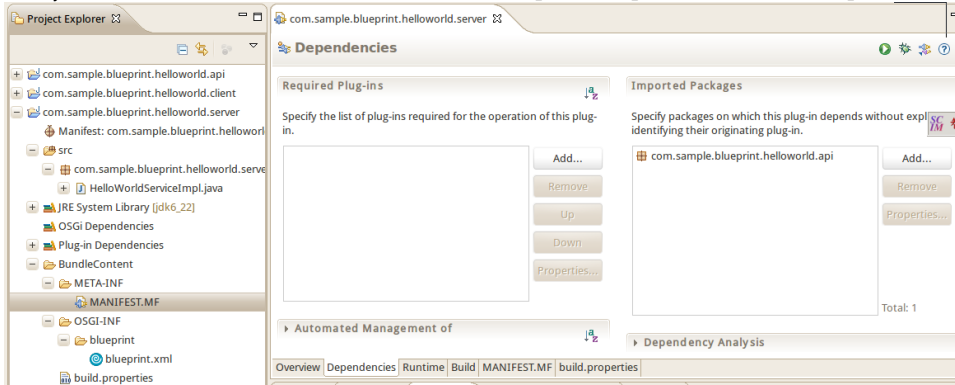 Project Explorer
com.sample.blueprint.helloworld.api
com.sample.blueprint.helloworld.client
com.sample.blueprint.helloworld.server
Manifest: com.sample.blueprint.helloworl
src
com.sample.blueprint.helloworld.serve
HelloWorldServiceImpl.java
JRE System Library [jdk6_22]
OSGi Dependencies
Plug-in Dependencies
BundleContent
META-INF
MANIFEST.MF
OSGI-INF
blueprint
blueprint.xml
build.properties
com.sample.blueprint.helloworld.server
Dependencies
Required Plug-ins
Specify the list of plug-ins required for the operation of this plug-
in.
Add...
Remove
Up
Down
Properties...
Automated Management of
Imported Packages
Specify packages on which this plug-in depends without expl
identifying their originating plug-in.
com.sample.blueprint.helloworld.api
Add...
Remove
Properties...
Total: 1
Dependency Analysis
SCIM
Overview Dependencies Runtime Build MANIFEST.MF build.properties